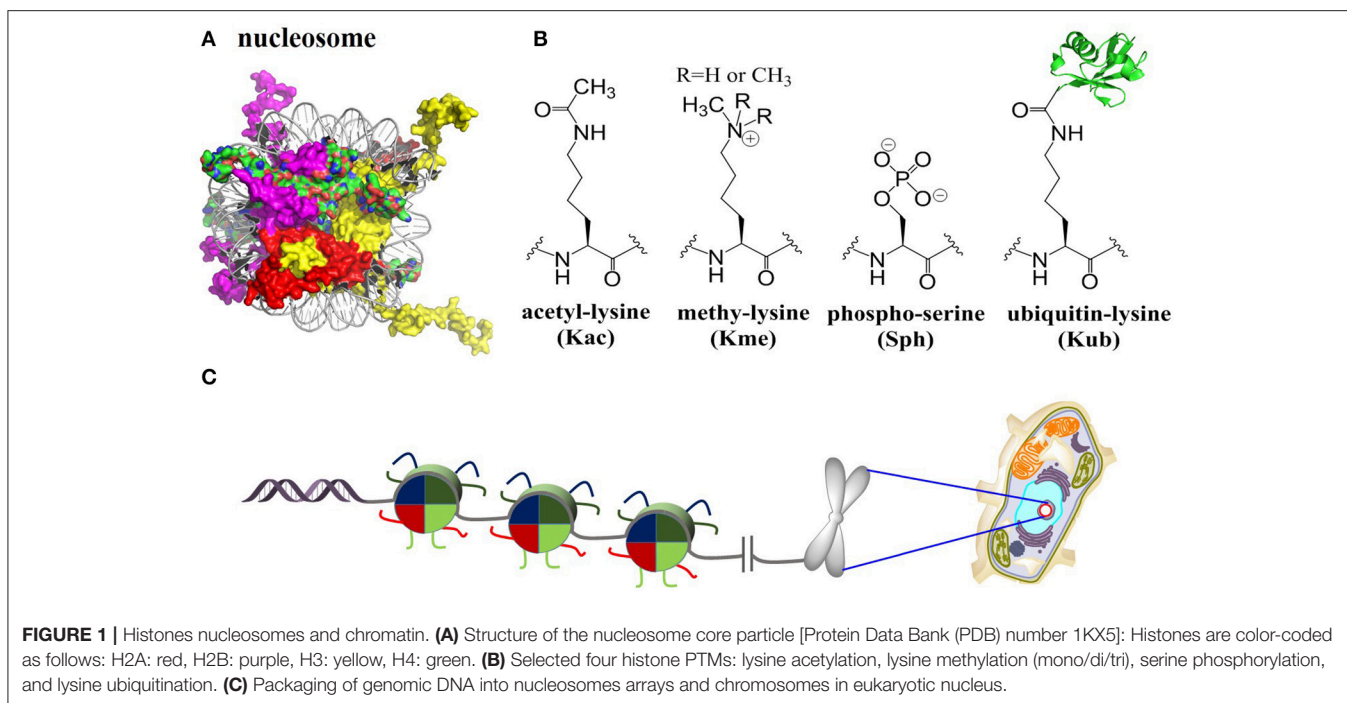 A nucleosome
B
R=H or CH₃
O
CH₃
NH
H₃C
R
R
N
⊕
O⊖
O
P
O
O⊖
O
NH
N
H
O
N
H
O
N
H
O
N
H
O
acetyl-lysine
(Kac)
methy-lysine
(Kme)
phospho-serine
(Sph)
ubiquitin-lysine
(Kub)
C
FIGURE 1 | Histones nucleosomes and chromatin. (A) Structure of the nucleosome core particle [Protein Data Bank (PDB) number 1KX5]: Histones are color-coded
as follows: H2A: red, H2B: purple, H3: yellow, H4: green. (B) Selected four histone PTMs: lysine acetylation, lysine methylation (mono/di/tri), serine phosphorylation,
and lysine ubiquitination. (C) Packaging of genomic DNA into nucleosomes arrays and chromosomes in eukaryotic nucleus.